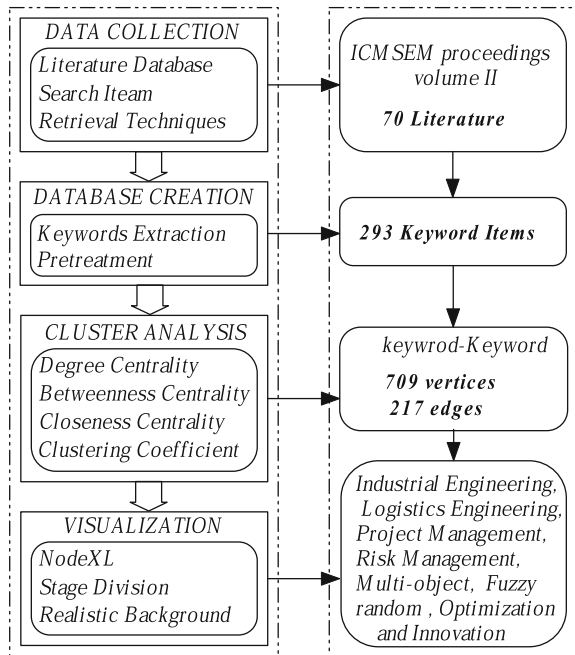 DATA COLLECTION
Literature Database
Search Iteam
Retrieval Techniques
ICMSEM proceedings
volume II
70 Literature
DATABASE CREATION
Keywords Extraction
Pretreatment
293 Keyword Items
CLUSTER ANALYSIS
Degree Centrality
Betweenness Centrality
Closeness Centrality
Clustering Coefficient
keywrod-Keyword
709 vertices
217 edges
VISUALIZATION
NodeXL
Stage Division
Realistic Background
Industrial Engineering,
Logistics Engineering,
Project Management,
Risk Management,
Multi-object, Fuzzy
random , Optimization
and Innovation